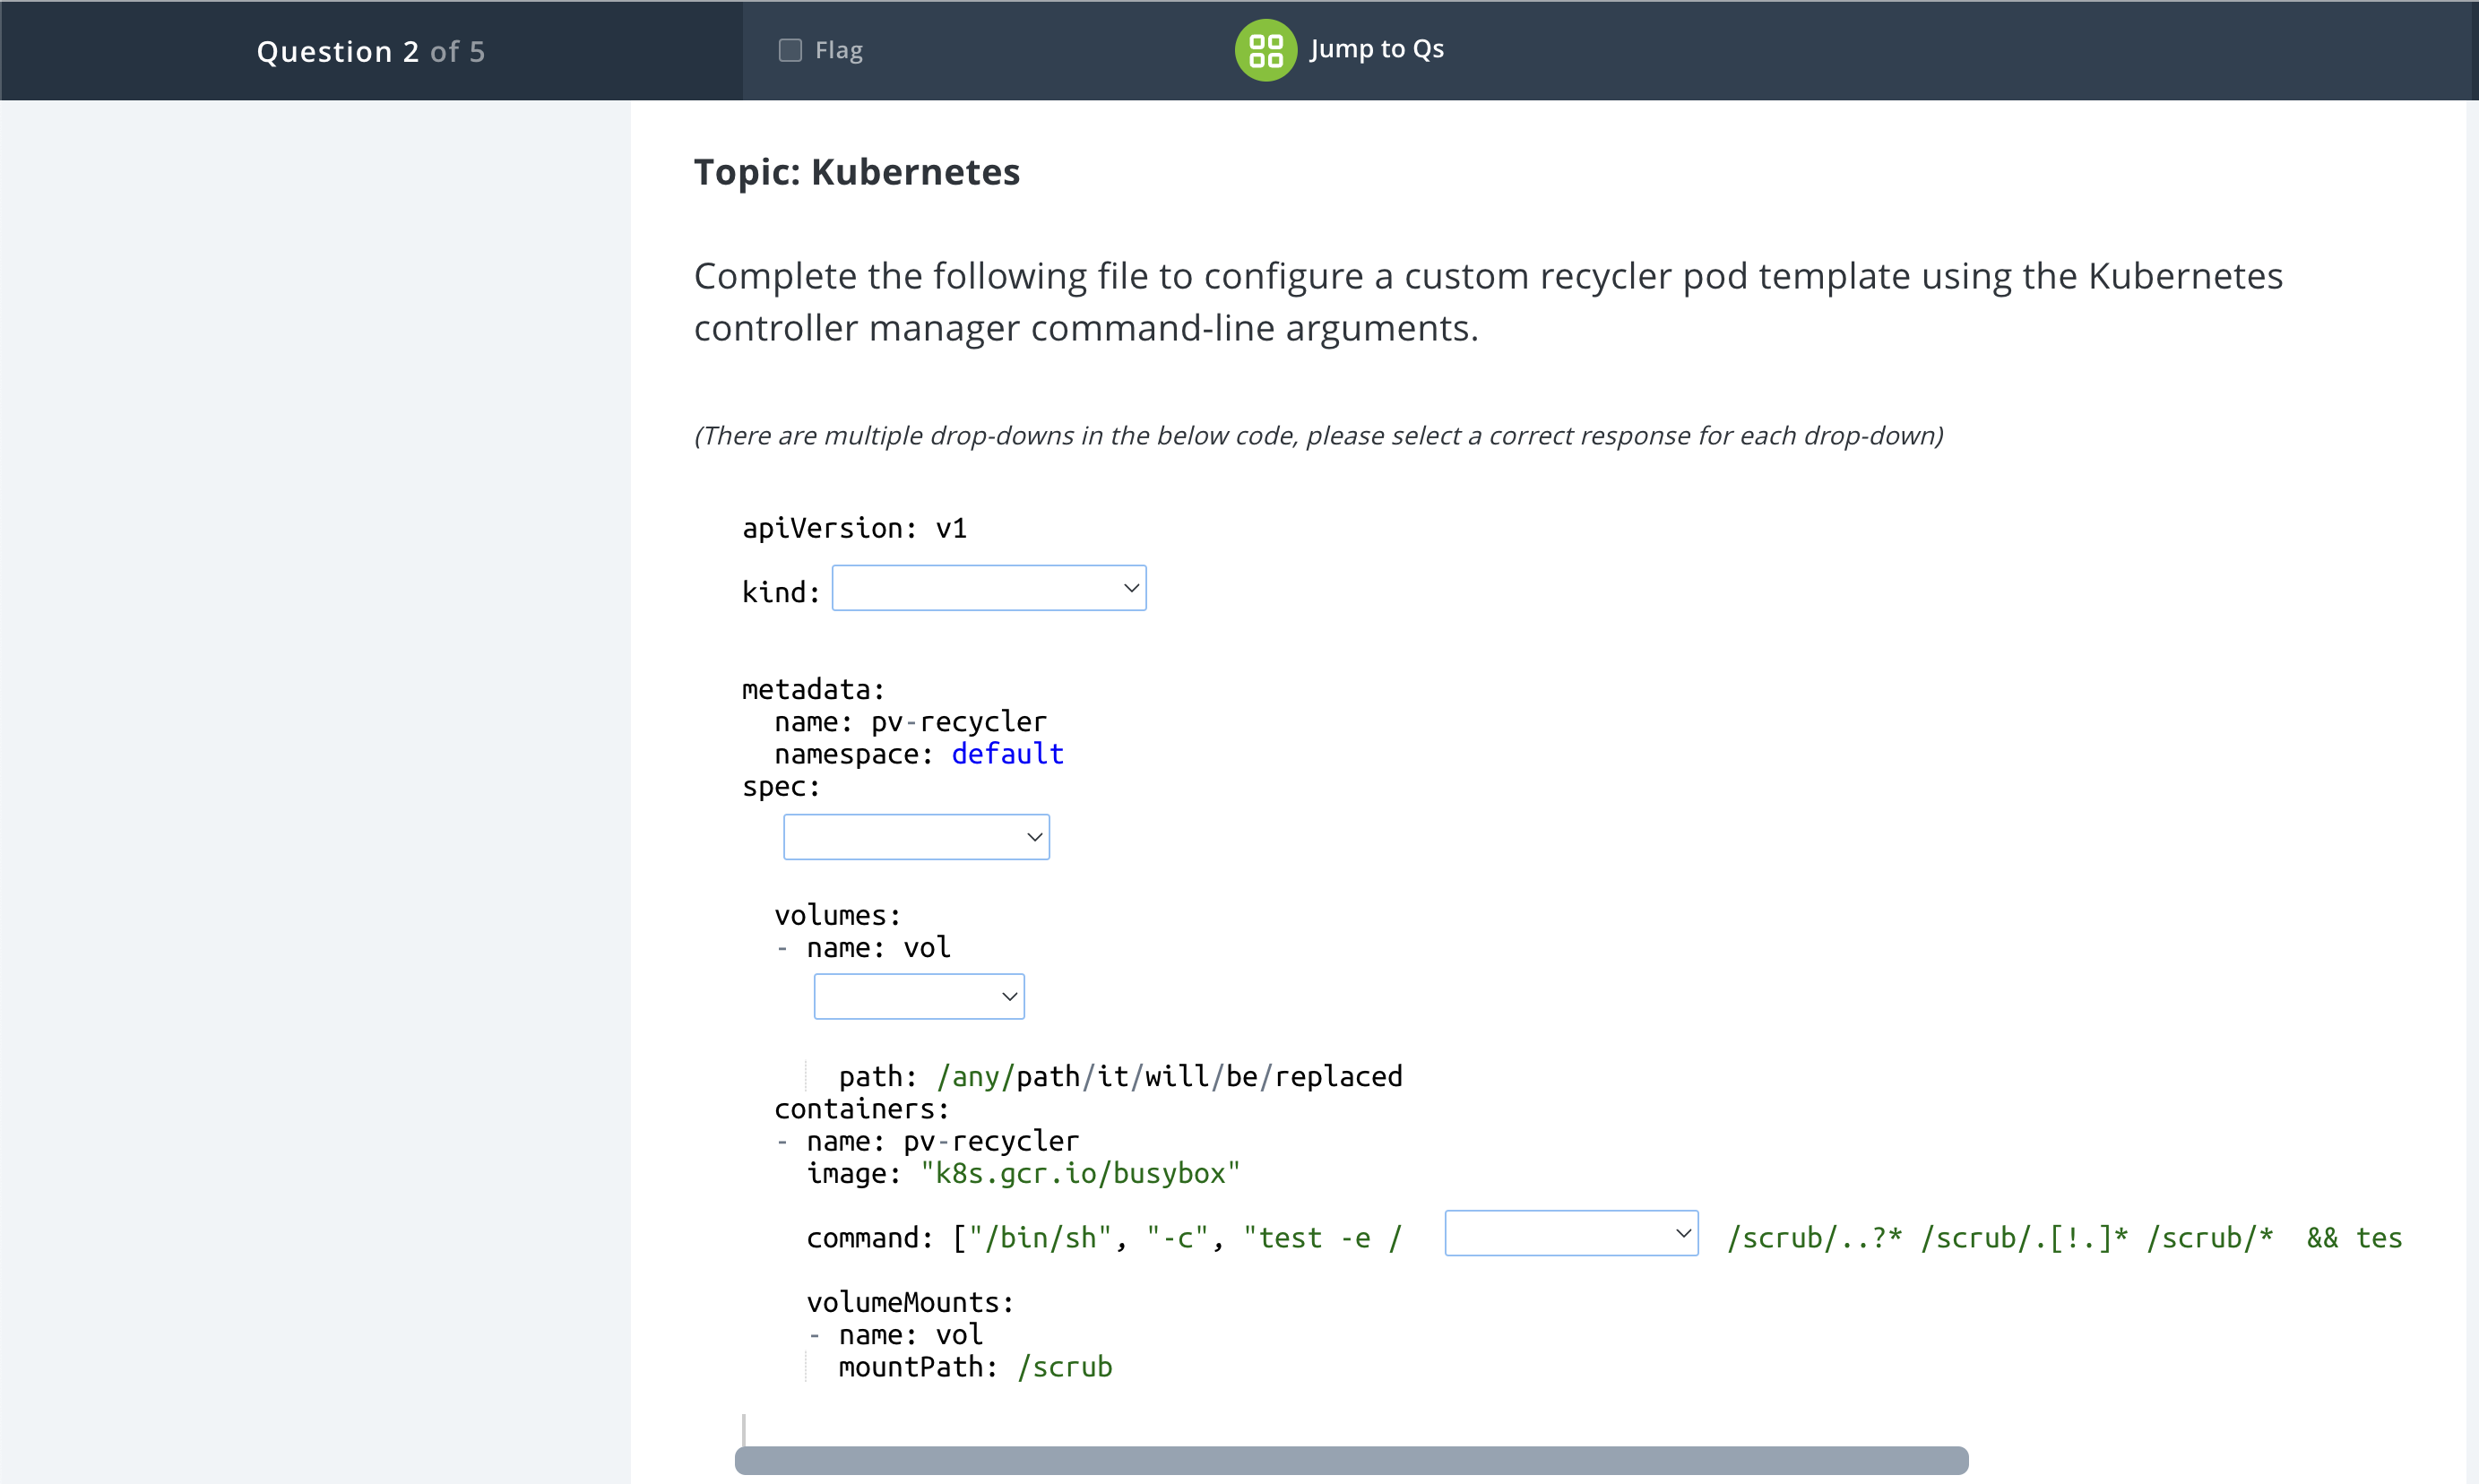 Question 2 of 5
Flag
Jump to Qs
Topic: Kubernetes
Complete the following file to configure a custom recycler pod template using the Kubernetes
controller manager command-line arguments.
(There are multiple drop-downs in the below code, please select a correct response for each drop-down)
apiVersion: v1
kind:
metadata:
name: pv-recycler
namespace: default
spec:
volumes:
- name: vol
path: /any/path/it/will/be/replaced
containers:
- name: pv-recycler
image: "k8s.gcr.io/busybox"
command: ["/bin/sh", "-c", "test -e / /scrub/..?* /scrub/.[!.]* /scrub/* && tes
volumeMounts:
- name: vol
mountPath: /scrub